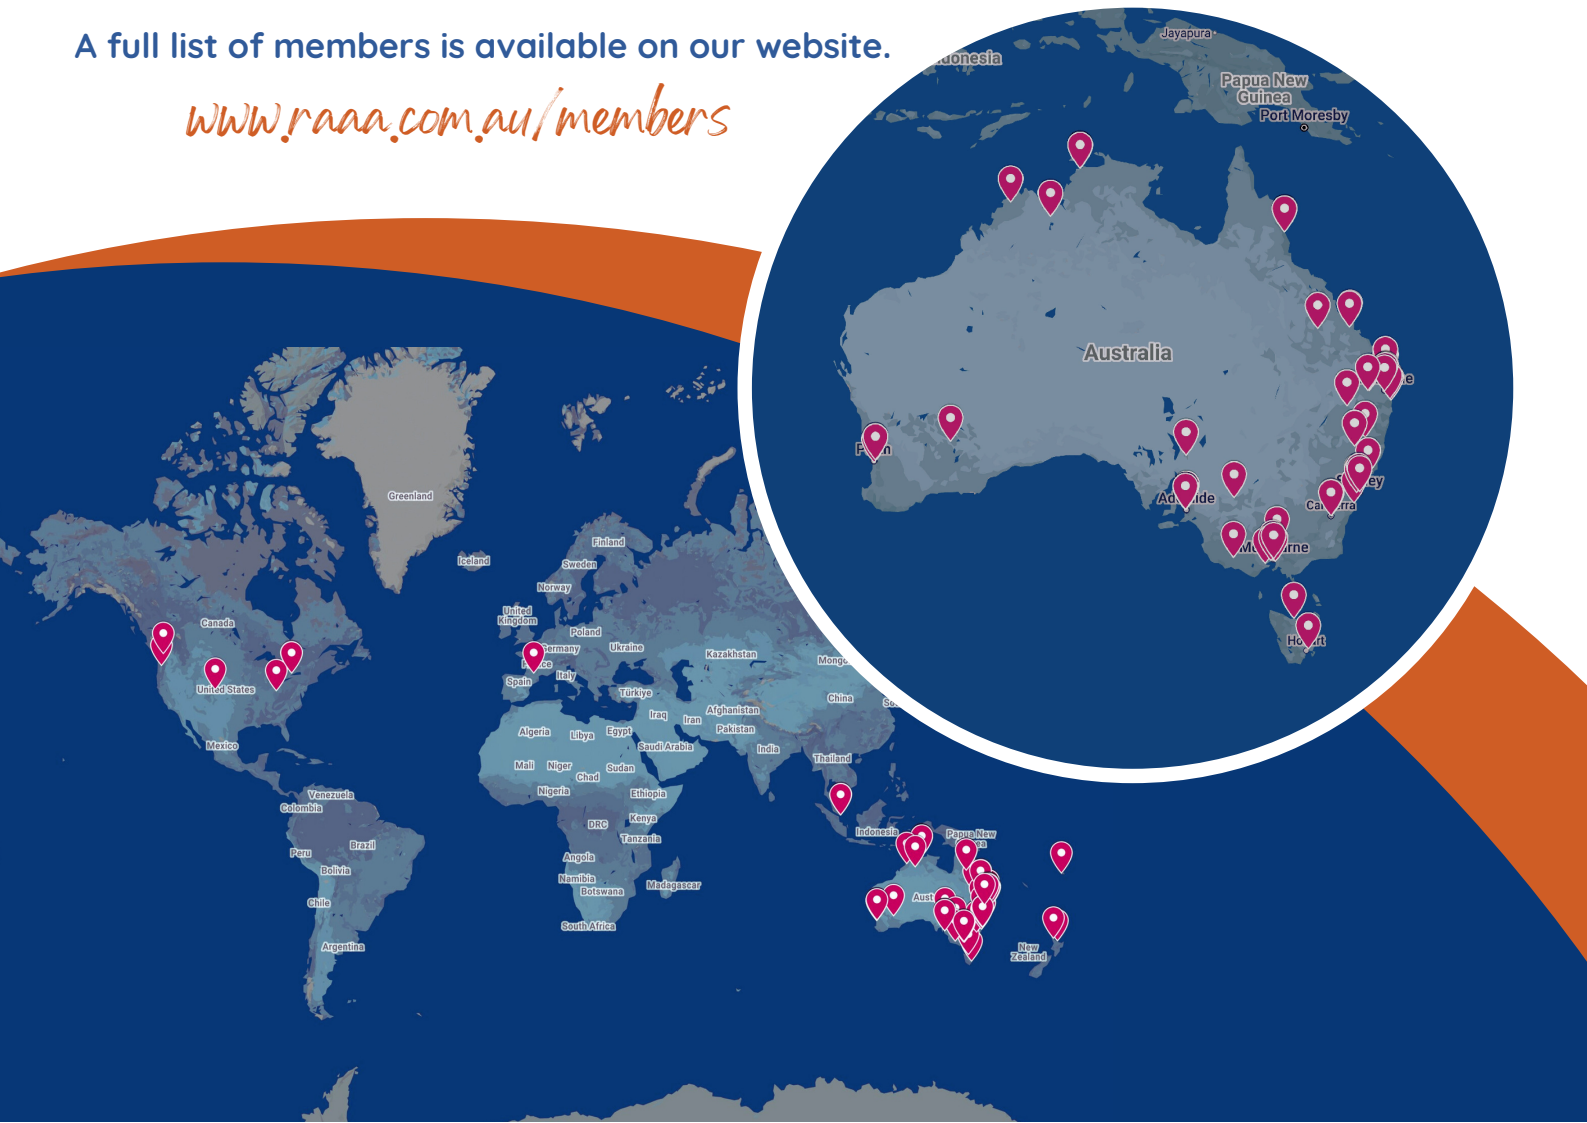 A full list of members is available on our website.
www.raaa.com.au/members
Jayapura
Papua New
Guinea
Port Moresby
Australia
Canada
United States
Mexico
Greenland
Iceland
Finland
Sweden
Norway
United
Kingdom
Poland
Germany
Ukraine
Italy
Spain
Türkiye
Kazakhstan
China
Afghanistan
Iraq
Iran
Pakistan
India
Thailand
Algeria
Libya
Egypt
Saudi Arabia
Mali
Niger
Chad
Sudan
Nigeria
Ethiopia
DRC
Kenya
Tanzania
Angola
Namibia
Botswana
Madagascar
South Africa
Venezuela
Colombia
Peru
Brazil
Bolivia
Chile
Argentina
Indonesia
Papua New
New
Zealand